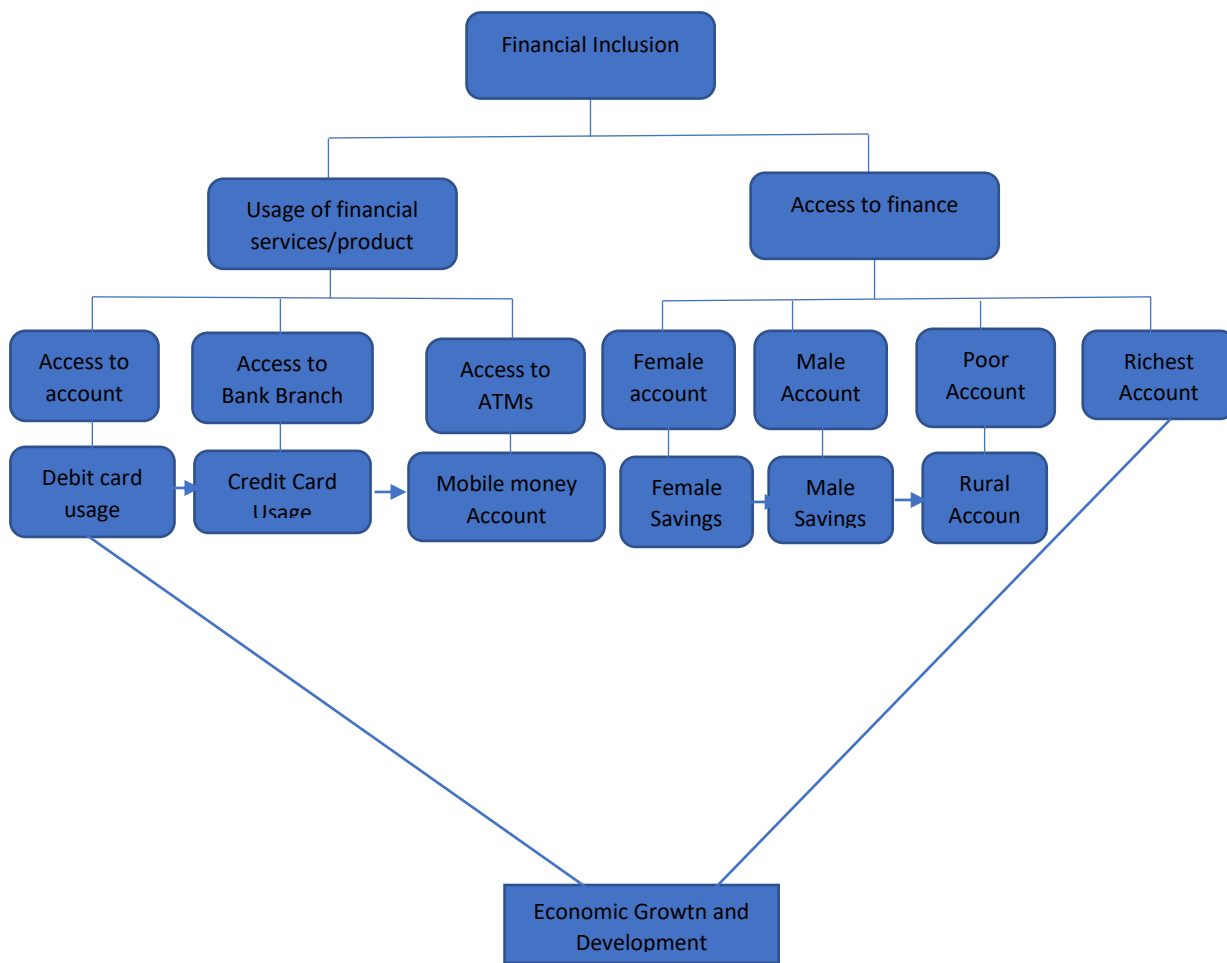 Financial Inclusion
Usage of financial
services/product
Access to finance
Access to
account
Access to
Bank Branch
Access to
ATMs
Female
account
Male
Account
Poor
Account
Richest
Account
Debit card
usage
Credit Card
Usage
Mobile money
Account
Female
Savings
Male
Savings
Rural
Accoun
Economic Growtn and
Development